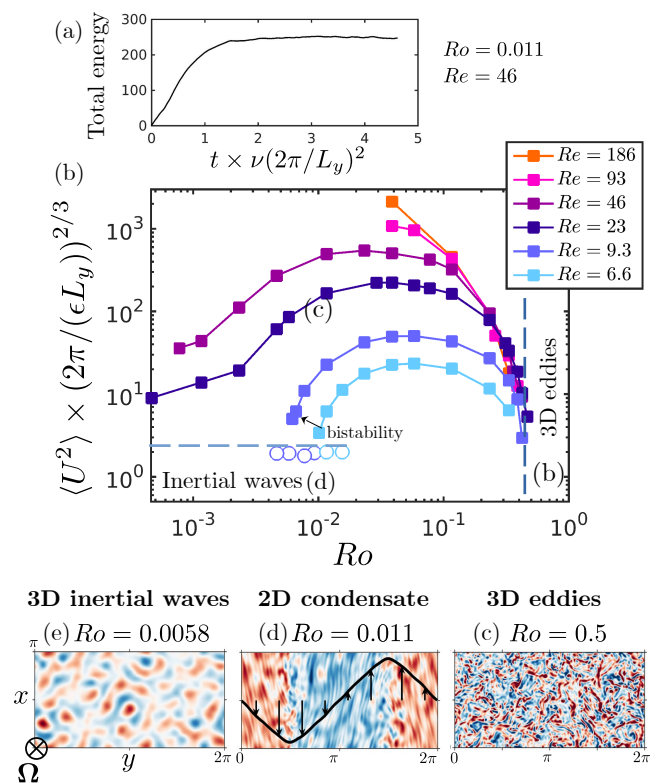 (a)
Total energy
300
200
100
0
0
1
2
3
4
5
t × ν(2π/L_y)^2
Ro = 0.011
Re = 46
(b)
Re = 186
Re = 93
Re = 46
Re = 23
Re = 9.3
Re = 6.6
⟨U^2⟩ × (2π/(ϵL_y))^{2/3}
10^3
10^2
10^1
10^0
(c)
bistability
Inertial waves
(d)
3D eddies
(b)
10^{-3}
10^{-2}
10^{-1}
10^0
Ro
3D inertial waves
2D condensate
3D eddies
(e) Ro = 0.0058
(d) Ro = 0.011
(c) Ro = 0.5
π
x
Ω
y
2π
0
π
2π
0
π
2π